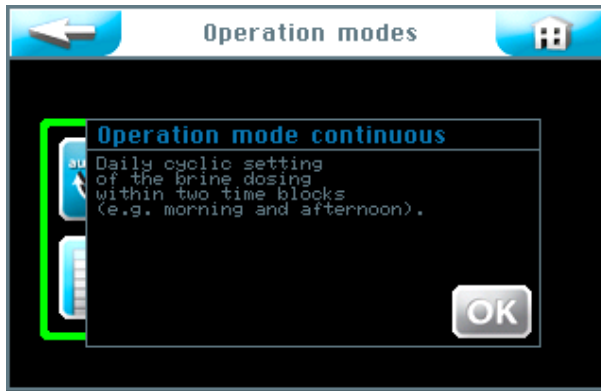 Operation modes
Operation mode continuous
Daily cyclic setting
of the brine dosing
within two time blocks
(e.g. morning and afternoon).
OK